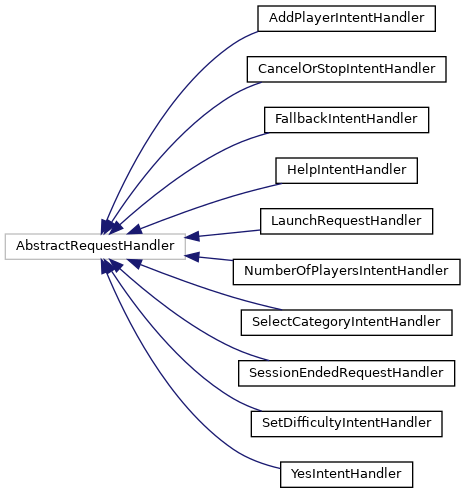 AddPlayerIntentHandler
CancelOrStopIntentHandler
FallbackIntentHandler
HelpIntentHandler
LaunchRequestHandler
AbstractRequestHandler
NumberOfPlayersIntentHandler
SelectCategoryIntentHandler
SessionEndedRequestHandler
SetDifficultyIntentHandler
YesIntentHandler